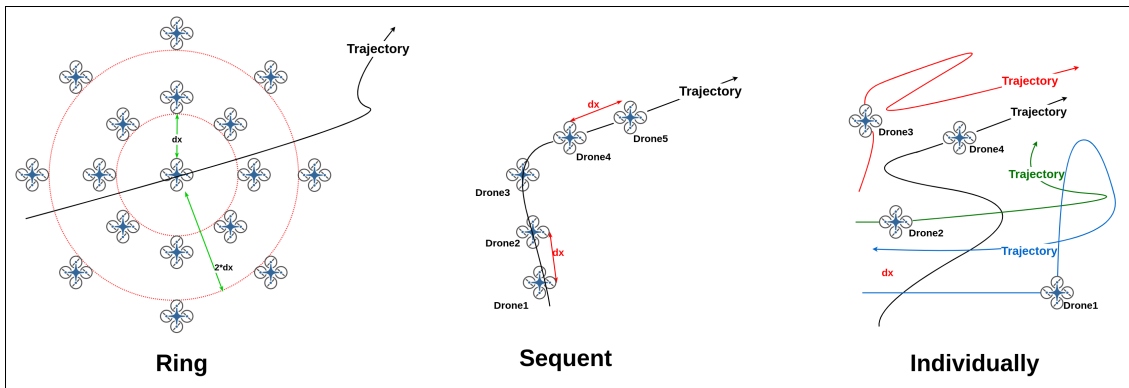 Trajectory
dx
2*dx
Ring
Trajectory
dx
Drone5
Drone4
Drone3
Drone2
dx
Drone1
Sequent
Trajectory
Trajectory
Drone3
Drone4
Trajectory
Drone2
Trajectory
dx
Drone1
Individually